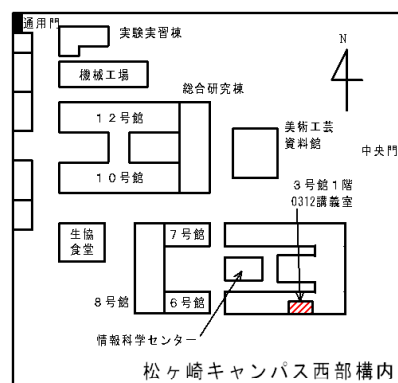 通用門
実験実習棟
N
機械工場
総合研究棟
12号館
美術工芸
資料館
中央門
10号館
3号館1階
0312講義室
生協
食堂
7号館
8号館
6号館
情報科学センター
松ヶ崎キャンパス西部構内